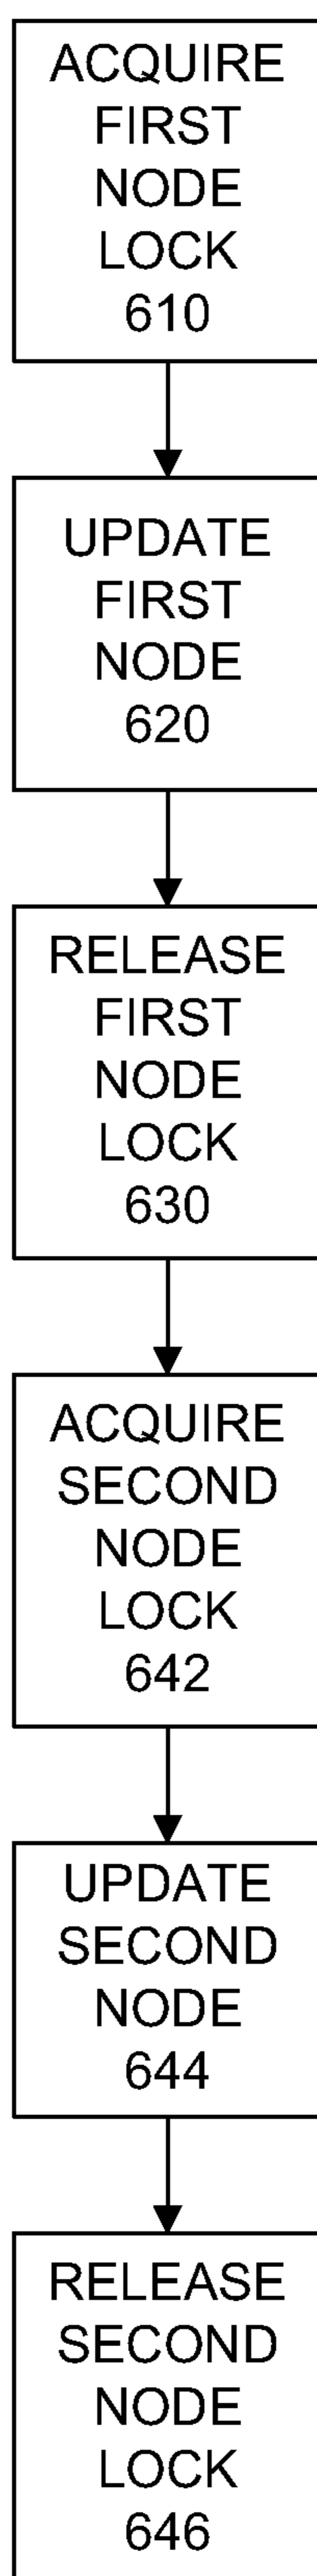 ACQUIRE
FIRST
NODE
LOCK
610
UPDATE
FIRST
NODE
620
RELEASE
FIRST
NODE
LOCK
630
ACQUIRE
SECOND
NODE
LOCK
642
UPDATE
SECOND
NODE
644
RELEASE
SECOND
NODE
LOCK
646